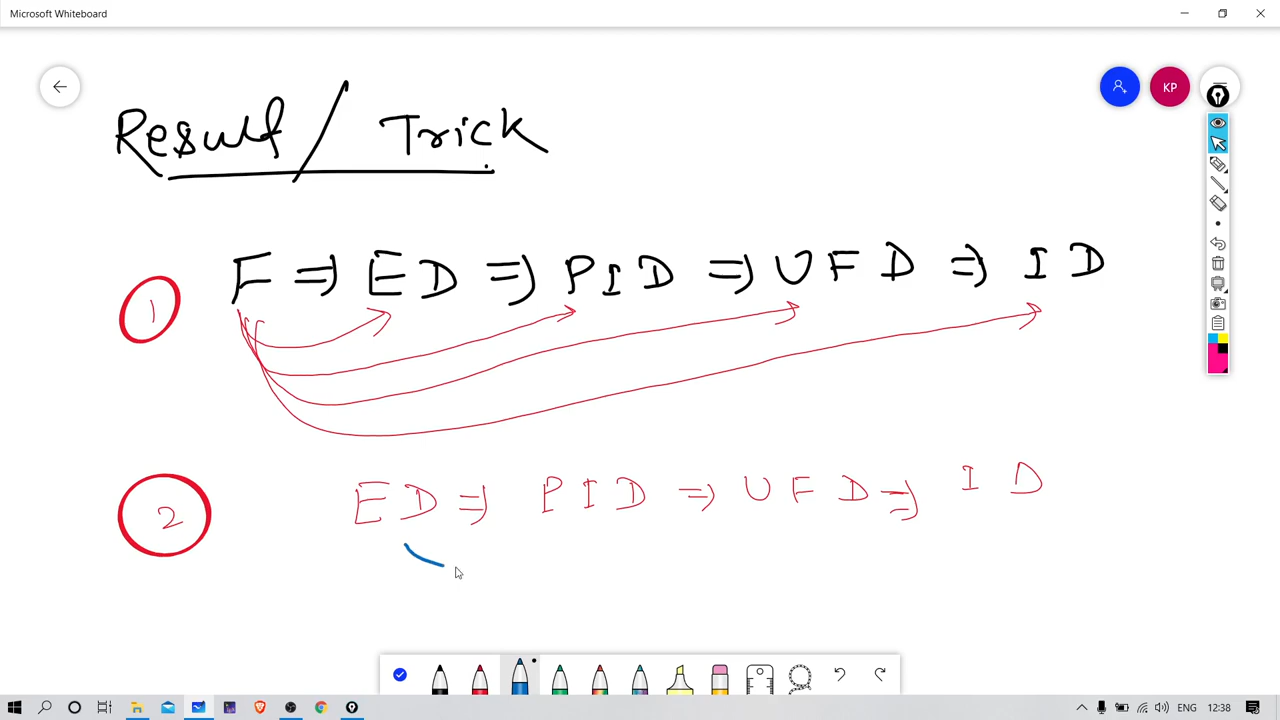 Microsoft Whiteboard
KP
Result / Trick
1
F ⇒ ED ⇒ PID ⇒ UFD ⇒ ID
2
ED ⇒ PID ⇒ UFD ⇒ ID
ENG
12:38